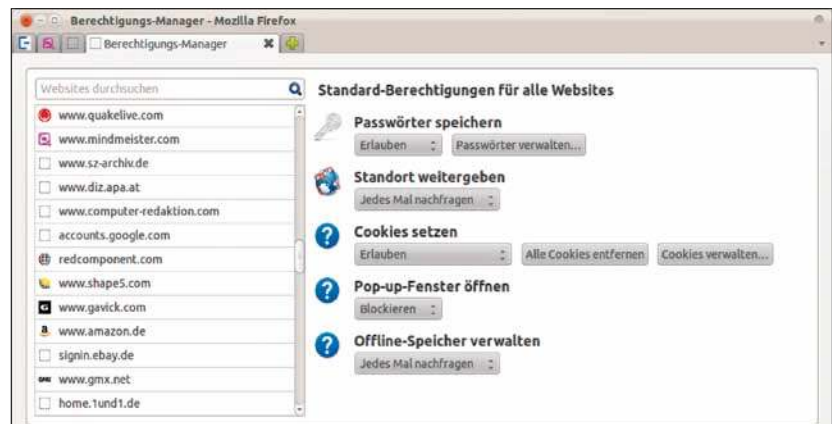 Berechtigungs-Manager - Mozilla Firefox
Berechtigungs-Manager
Websites durchsuchen
www.quakelive.com
www.mindmeister.com
www.sz-archiv.de
www.diz.apa.at
www.computer-redaktion.com
accounts.google.com
redcomponent.com
www.shape5.com
www.gavick.com
www.amazon.de
signin.ebay.de
www.gmx.net
home.1und1.de
Standard-Berechtigungen für alle Websites
Passwörter speichern
Erlauben Passwörter verwalten...
Standort weitergeben
Jedes Mal nachfragen
Cookies setzen
Erlauben Alle Cookies entfernen Cookies verwalten...
Pop-up-Fenster öffnen
Blockieren
Offline-Speicher verwalten
Jedes Mal nachfragen